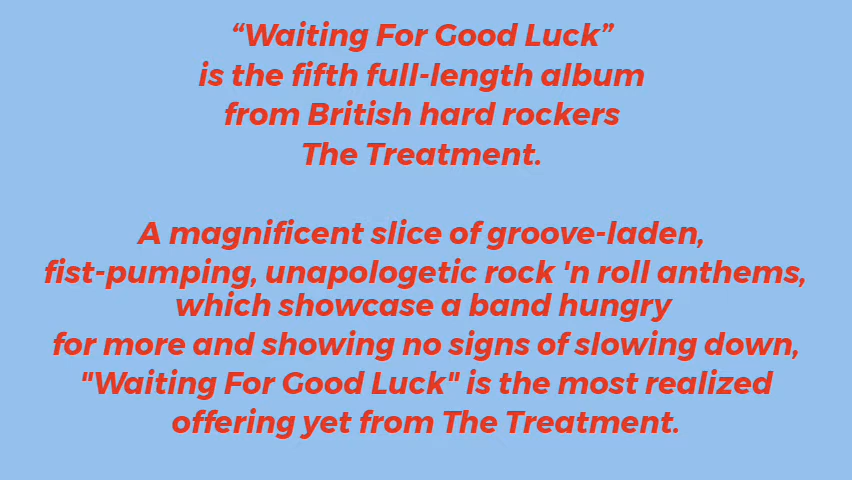 “Waiting For Good Luck”
is the fifth full-length album
from British hard rockers
The Treatment.
A magnificent slice of groove-laden,
fist-pumping, unapologetic rock 'n roll anthems,
which showcase a band hungry
for more and showing no signs of slowing down,
"Waiting For Good Luck" is the most realized
offering yet from The Treatment.